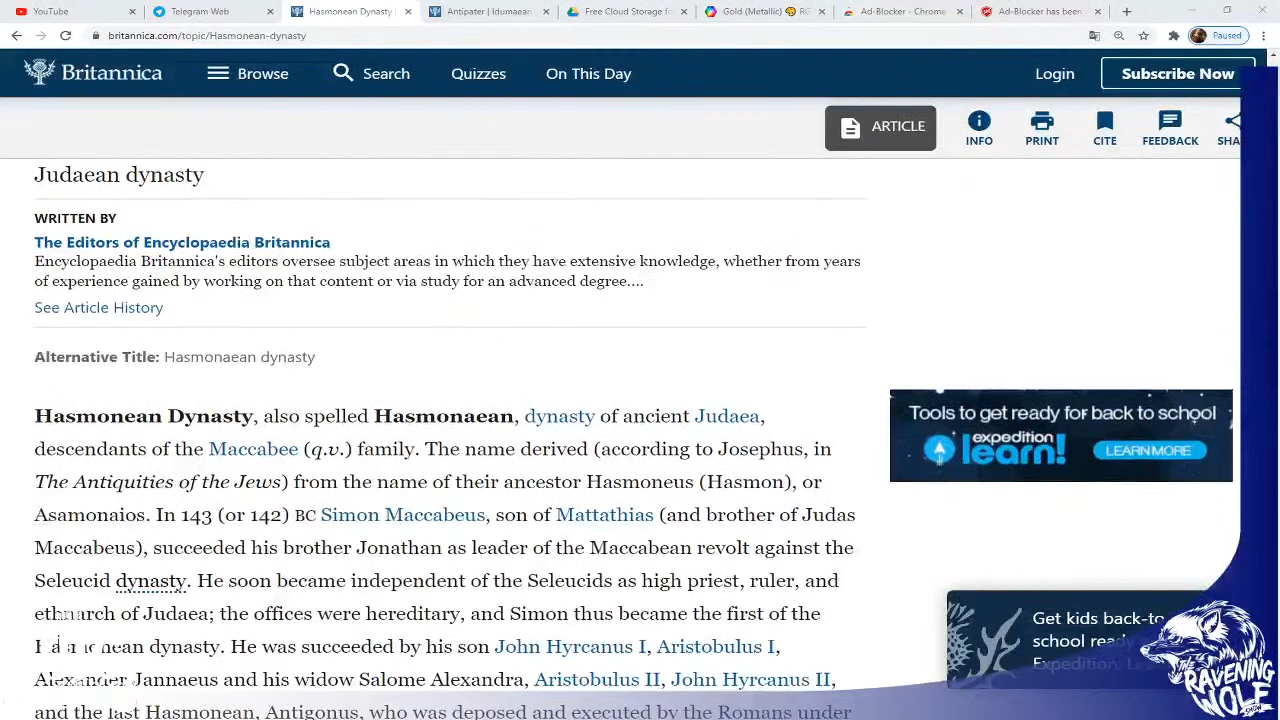 YouTube
Telegram Web
Hasmonean Dynasty |
Antipater | Idumaean
Free Cloud Storage fo
Gold (Metallic) 🎨 RG
Ad-Blocker - Chrome
Ad-Blocker has been
britannica.com/topic/Hasmonean-dynasty
Paused
Britannica
Browse
Search
Quizzes
On This Day
Login
Subscribe Now
ARTICLE
INFO
PRINT
CITE
FEEDBACK
SHA
Judaean dynasty
WRITTEN BY
The Editors of Encyclopaedia Britannica
Encyclopaedia Britannica's editors oversee subject areas in which they have extensive knowledge, whether from years
of experience gained by working on that content or via study for an advanced degree....
See Article History
Alternative Title: Hasmonaean dynasty
Hasmonean Dynasty, also spelled Hasmonaean, dynasty of ancient Judaea,
descendants of the Maccabee (q.v.) family. The name derived (according to Josephus, in
The Antiquities of the Jews) from the name of their ancestor Hasmoneus (Hasmon), or
Asamonaios. In 143 (or 142) BC Simon Maccabeus, son of Mattathias (and brother of Judas
Maccabeus), succeeded his brother Jonathan as leader of the Maccabean revolt against the
Seleucid dynasty. He soon became independent of the Seleucids as high priest, ruler, and
ethnarch of Judaea; the offices were hereditary, and Simon thus became the first of the
Hasmonean dynasty. He was succeeded by his son John Hyrcanus I, Aristobulus I,
Alexander Jannaeus and his widow Salome Alexandra, Aristobulus II, John Hyrcanus II,
and the last Hasmonean, Antigonus, who was deposed and executed by the Romans under
Tools to get ready for back to school
expedition
learn!
LEARN MORE
Get kids back-to-
school ready
Expedition: Le
THE
RAVENING
WOLF